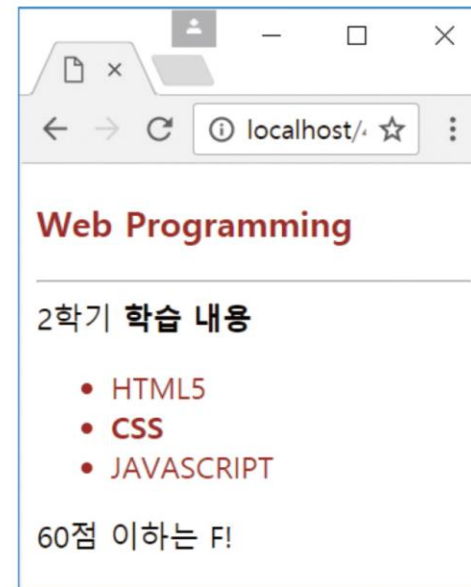 localhost/
Web Programming
2학기 학습 내용
HTML5
CSS
JAVASCRIPT
60점 이하는 F!